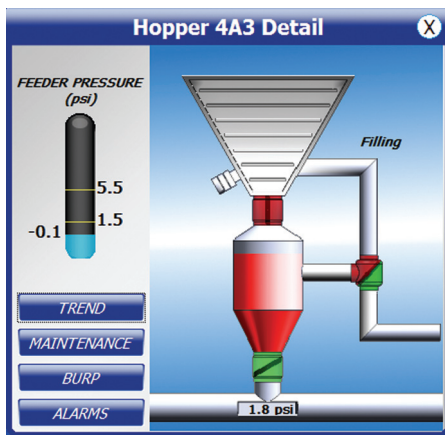 Hopper 4A3 Detail
X
FEEDER PRESSURE
(psi)
5.5
1.5
-0.1
Filling
TREND
MAINTENANCE
BURP
ALARMS
1.8 psi